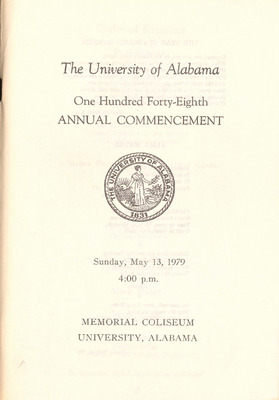 The University of Alabama
One Hundred Forty-Eighth
ANNUAL COMMENCEMENT
THE UNIVERSITY OF ALABAMA
1831
Sunday, May 13, 1979
4:00 p.m.
MEMORIAL COLISEUM
UNIVERSITY, ALABAMA